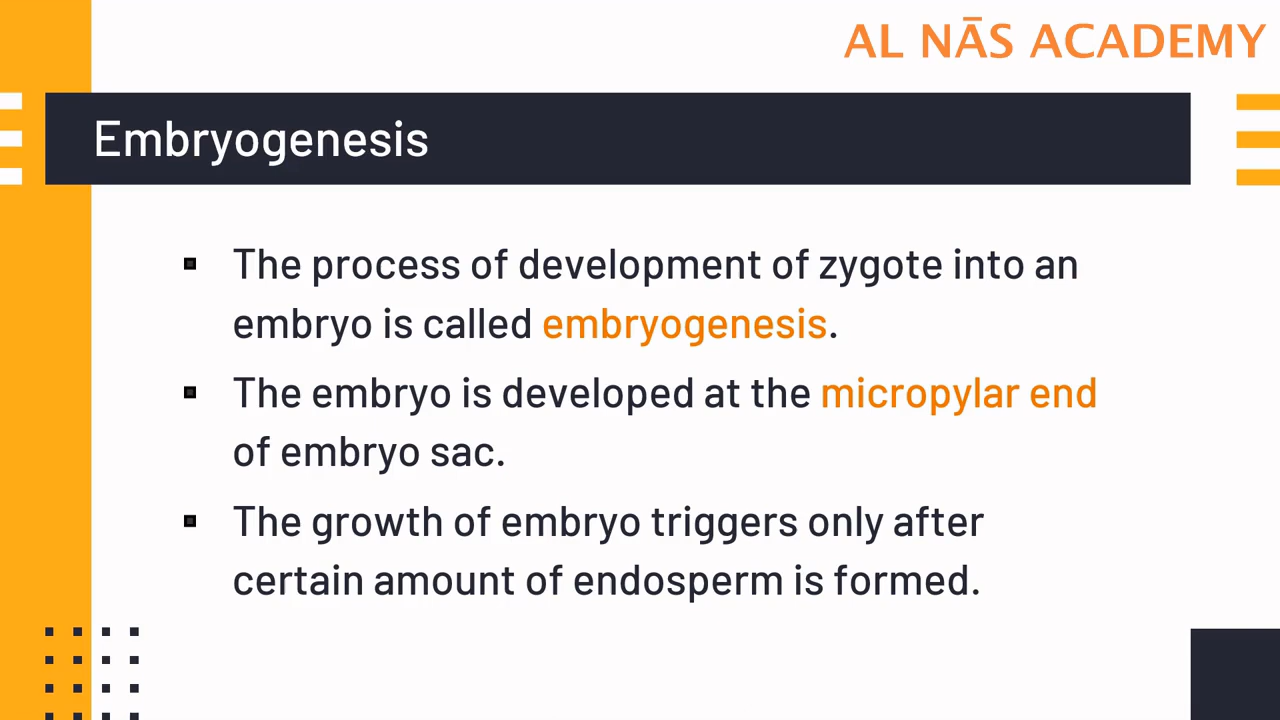 AL NĀS ACADEMY
Embryogenesis
▪ The process of development of zygote into an
embryo is called embryogenesis.
▪ The embryo is developed at the micropylar end
of embryo sac.
▪ The growth of embryo triggers only after
certain amount of endosperm is formed.